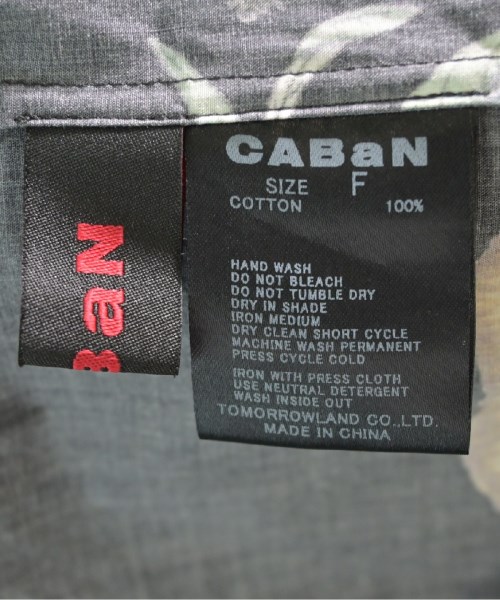 BaN
CABaN
SIZE F
COTTON 100%
HAND WASH
DO NOT BLEACH
DO NOT TUMBLE DRY
DRY IN SHADE
IRON MEDIUM
DRY CLEAN SHORT CYCLE
MACHINE WASH PERMANENT
PRESS CYCLE COLD
IRON WITH PRESS CLOTH
USE NEUTRAL DETERGENT
WASH INSIDE OUT
TOMORROWLAND CO.,LTD.
MADE IN CHINA